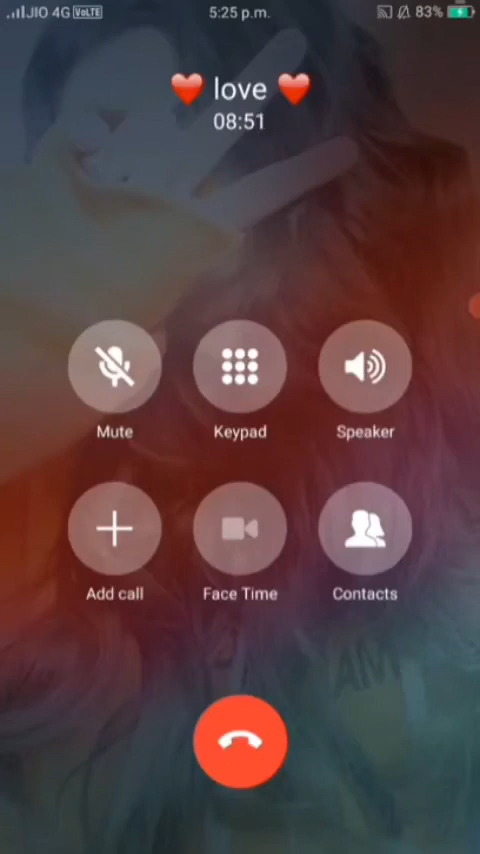 JIO 4G VoLTE 5:25 p.m. 83%
❤️ love ❤️
08:51
Mute Keypad Speaker
Add call Face Time Contacts